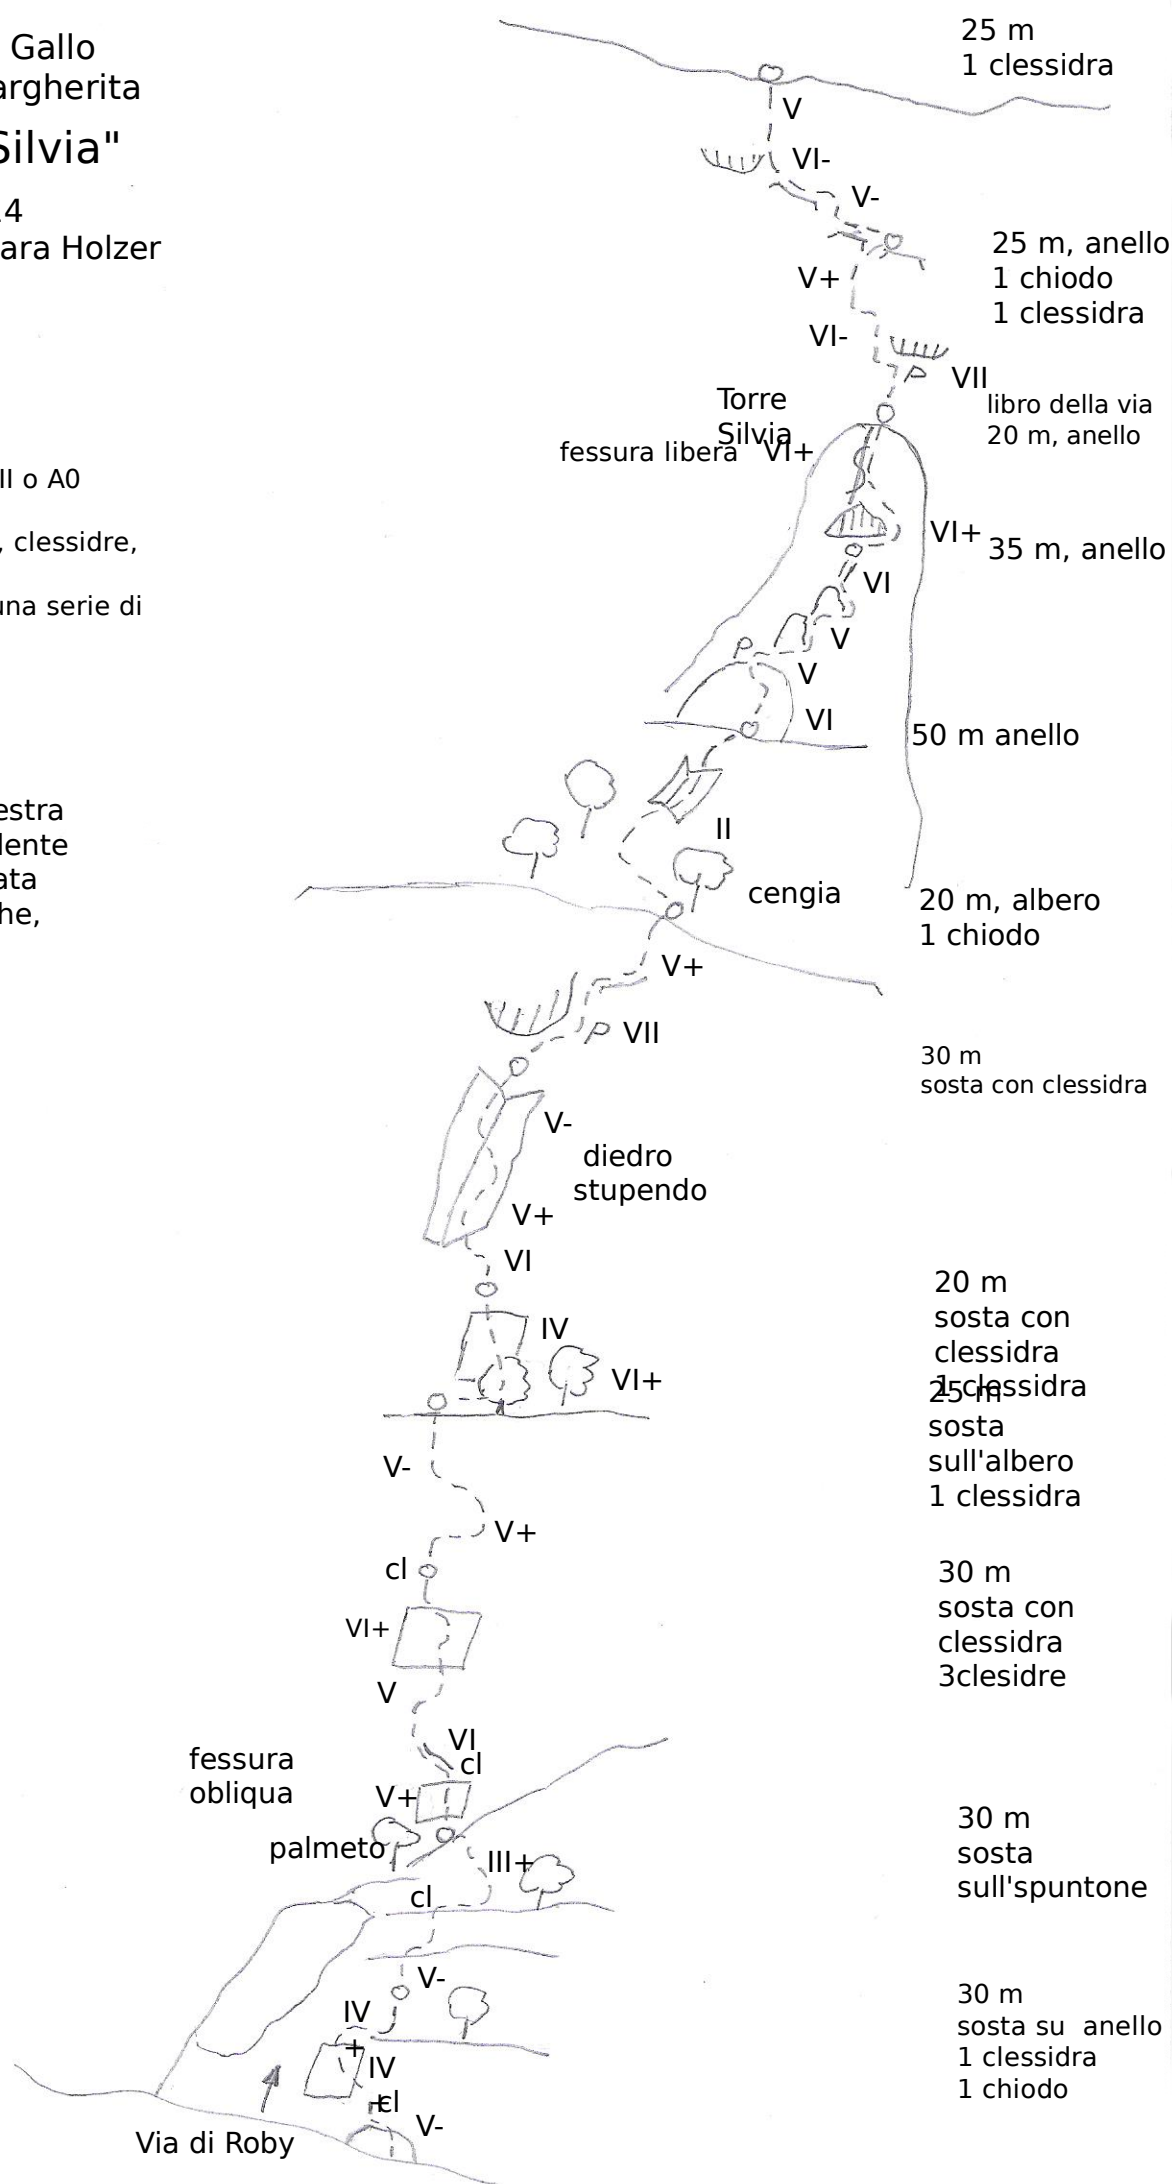 Gallo
argherita
Silvia"
14
ara Holzer
II o A0
, clessidre,
una serie di
estra
dente
ata
he,
25 m
1 clessidra
V
VI-
V-
25 m, anello
1 chiodo
1 clessidra
V+
VI-
P
VII
libro della via
20 m, anello
Torre
Silvia
fessura libera VI+
VI+
35 m, anello
VI
V
P
V
VI
50 m anello
II
cengia
20 m, albero
1 chiodo
V+
P VII
30 m
sosta con clessidra
V-
diedro
stupendo
V+
VI
20 m
sosta con
clessidra
1 clessidra
IV
VI+
25 m
sosta
sull'albero
1 clessidra
V-
V+
cl
30 m
sosta con
clessidra
3clesidre
VI+
V
VI
cl
fessura
obliqua
V+
palmeto
III+
30 m
sosta
sull'spuntone
cl
V-
IV
+
IV
+
cl
V-
30 m
sosta su  anello
1 clessidra
1 chiodo
Via di Roby